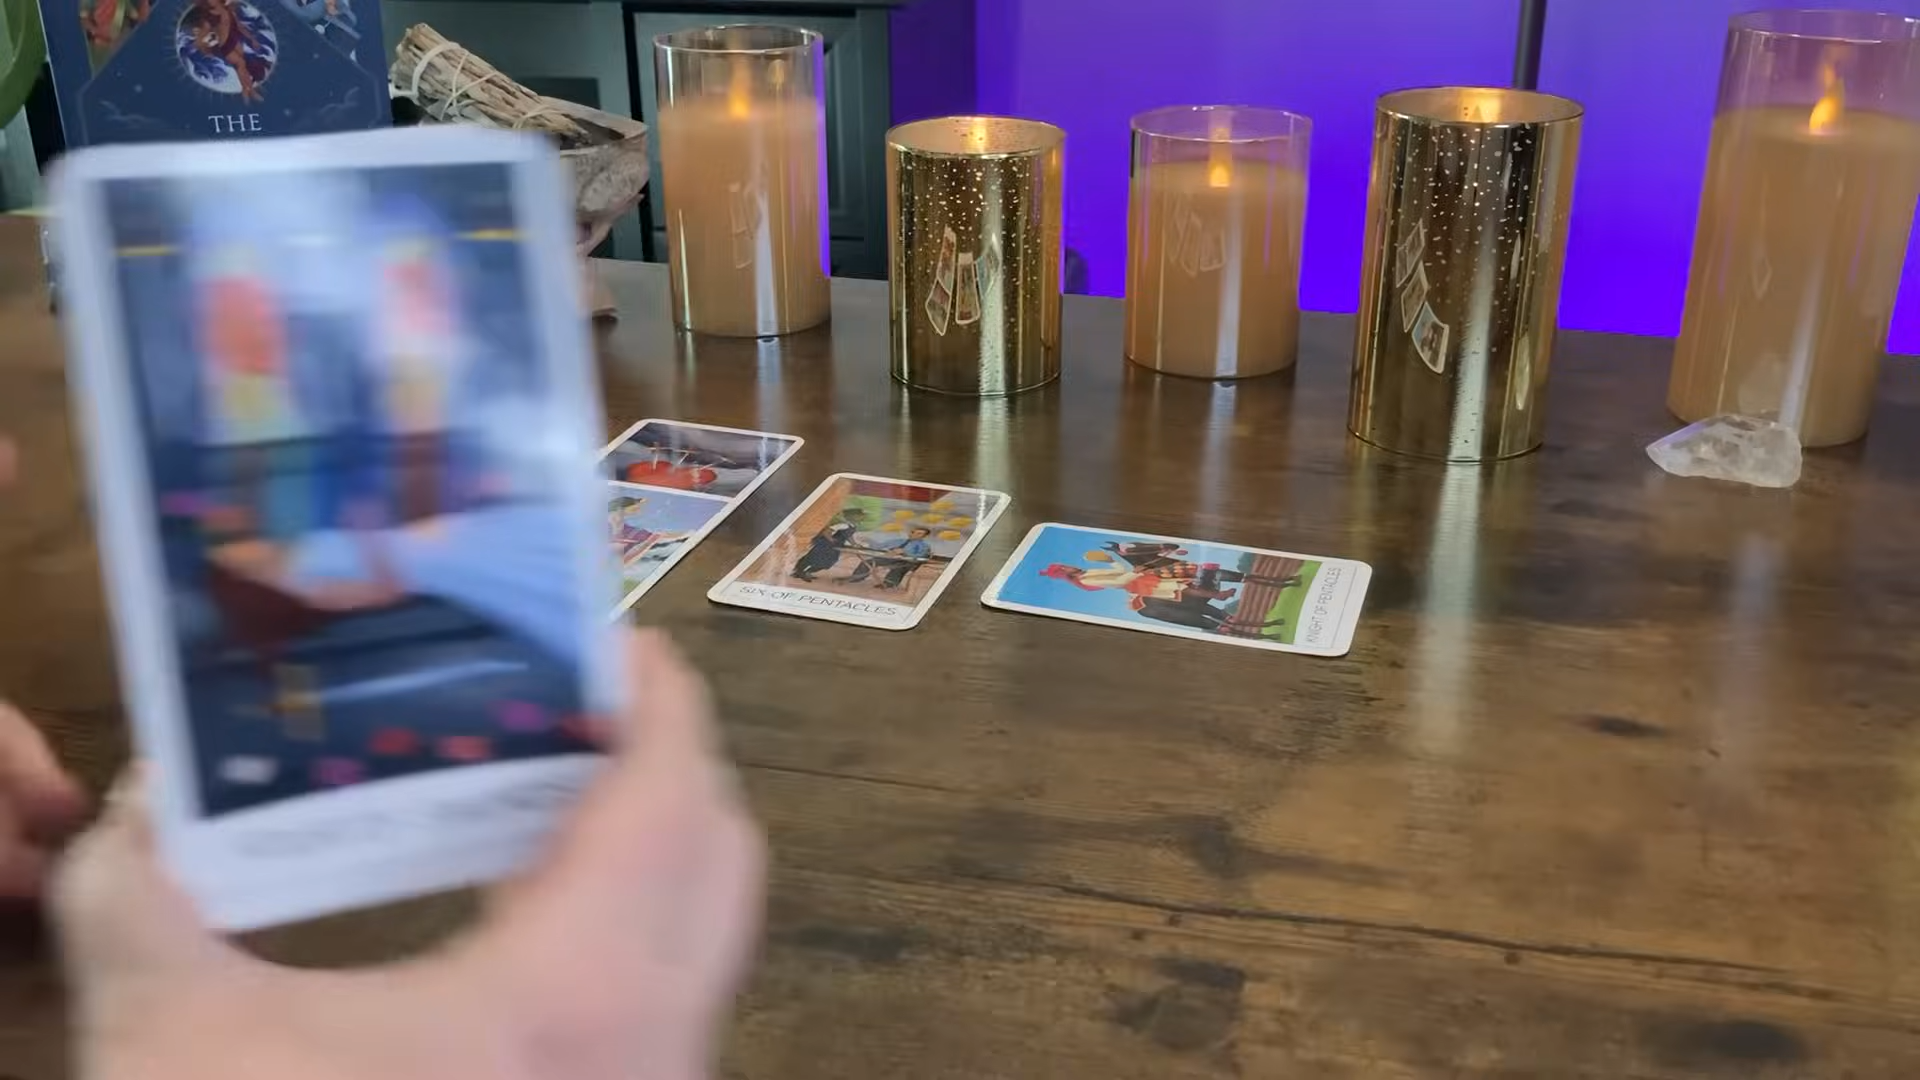 THE
SIX OF PENTACLES
KNIGHT OF PENTACLES